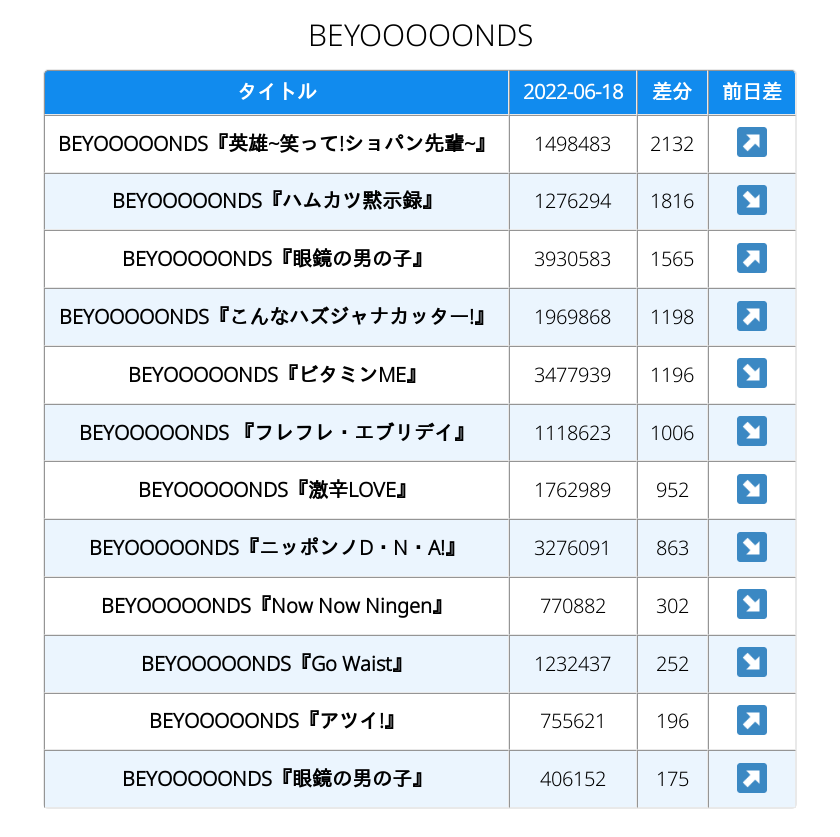 BEYOOOOONDS
タイトル 2022-06-18 差分 前日差
BEYOOOOONDS『英雄~笑って!ショパン先輩~』 1498483 2132 ↗
BEYOOOOONDS『ハムカツ黙示録』 1276294 1816 ↘
BEYOOOOONDS『眼鏡の男の子』 3930583 1565 ↗
BEYOOOOONDS『こんなハズジャナカッター!』 1969868 1198 ↗
BEYOOOOONDS『ビタミンME』 3477939 1196 ↘
BEYOOOOONDS 『フレフレ・エブリデイ』 1118623 1006 ↘
BEYOOOOONDS『激辛LOVE』 1762989 952 ↘
BEYOOOOONDS『ニッポンノD・N・A!』 3276091 863 ↘
BEYOOOOONDS『Now Now Ningen』 770882 302 ↘
BEYOOOOONDS『Go Waist』 1232437 252 ↘
BEYOOOOONDS『アツイ!』 755621 196 ↗
BEYOOOOONDS『眼鏡の男の子』 406152 175 ↗